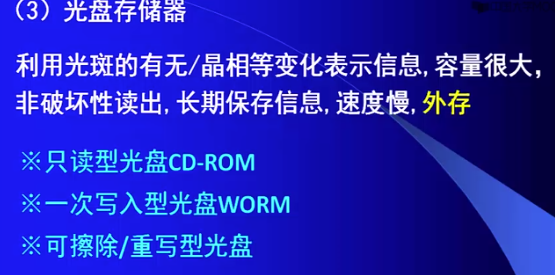 （3）光盘存储器
利用光斑的有无/晶相等变化表示信息,容量很大,
非破坏性读出,长期保存信息,速度慢,外存
※只读型光盘CD-ROM
※一次写入型光盘WORM
※可擦除/重写型光盘